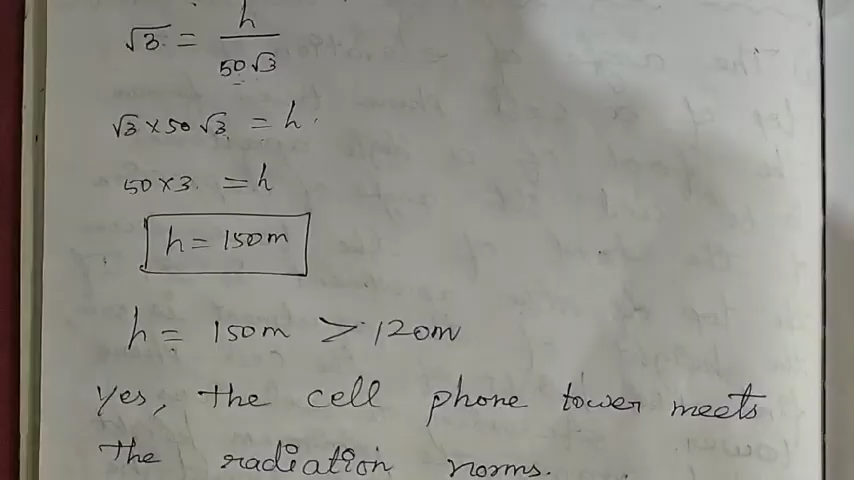 √3 = h / 50√3
√3 × 50√3 = h.
50×3. = h
h = 150m
h = 150m > 120m
Yes, the cell phone tower meets
the radiation norms.